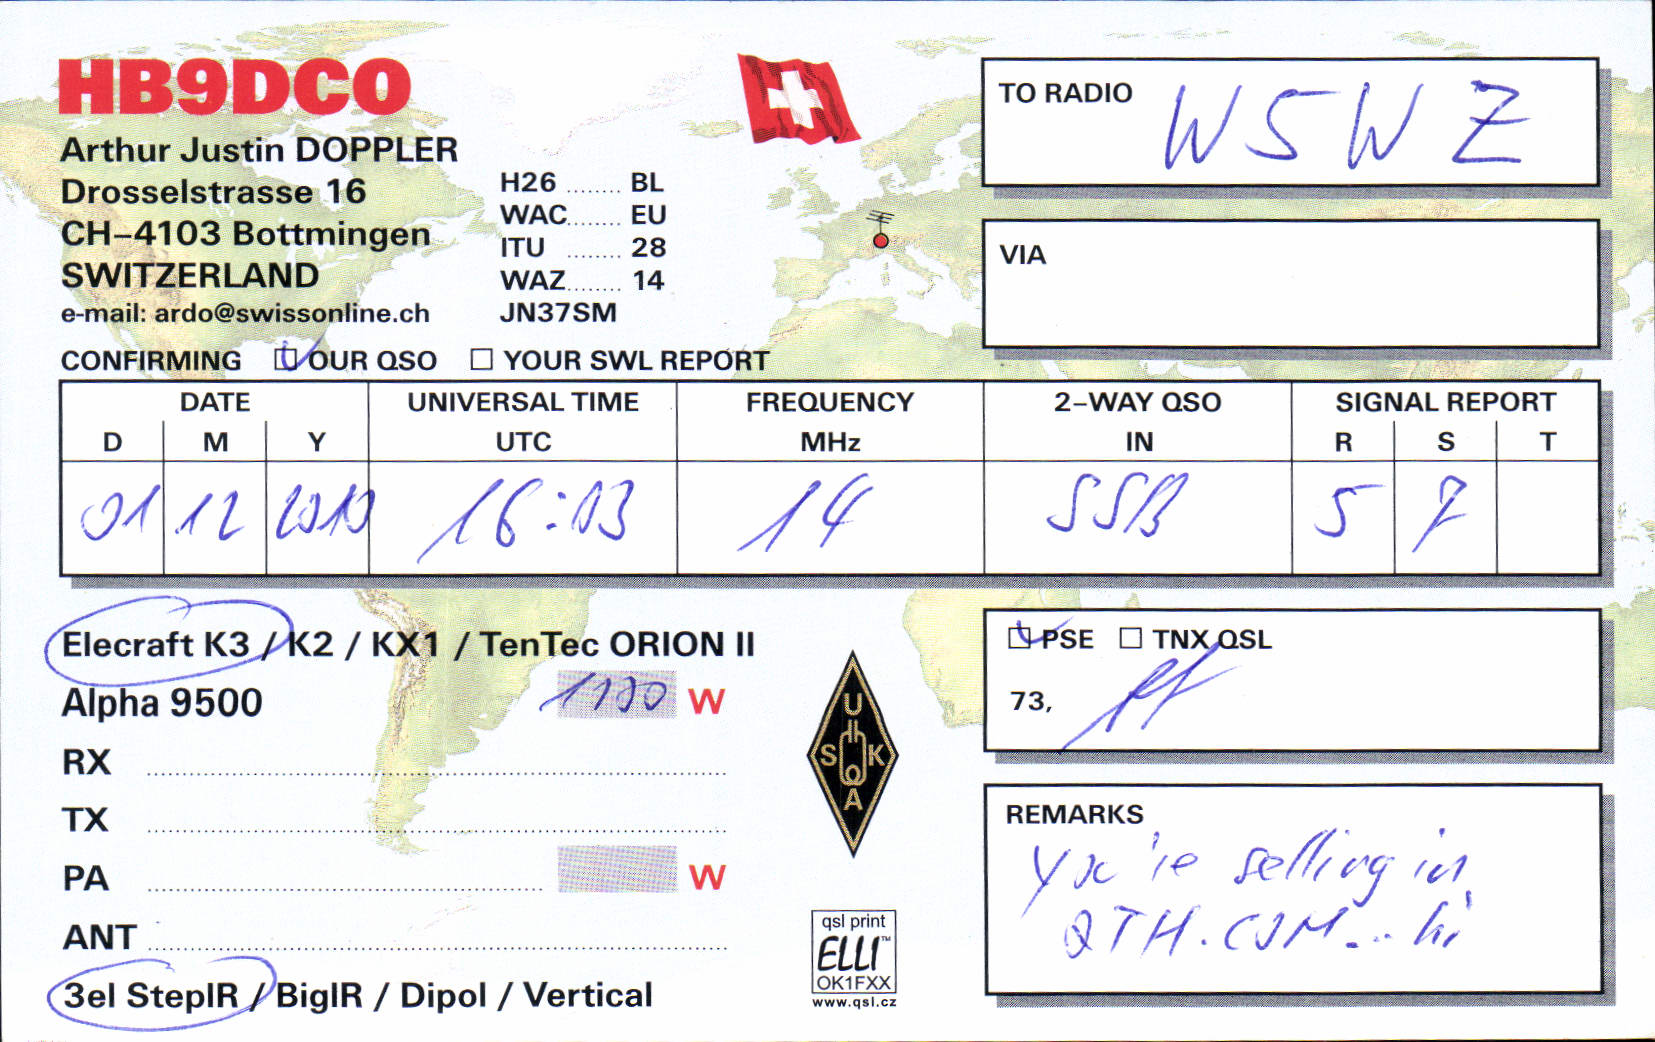 HB9DCO
Arthur Justin DOPPLER
Drosselstrasse 16
CH–4103 Bottmingen
SWITZERLAND
e-mail: ardo@swissonline.ch
H26 ........ BL
WAC........ EU
ITU ........ 28
WAZ........ 14
JN37SM
TO RADIO W5WZ
VIA
CONFIRMING OUR QSO YOUR SWL REPORT
DATE UNIVERSAL TIME FREQUENCY 2–WAY QSO SIGNAL REPORT
D M Y UTC MHz IN R S T
01 12 2010 16:03 14 SSB 5 7
Elecraft K3 / K2 / KX1 / TenTec ORION II
Alpha 9500 W
RX
TX
PA W
ANT
3el StepIR / BigIR / Dipol / Vertical
USKA
Q
qsl print
ELLI™
OK1FXX
www.qsl.cz
PSE TNX QSL
73,
REMARKS
You're selling in
QTH.COM... hi